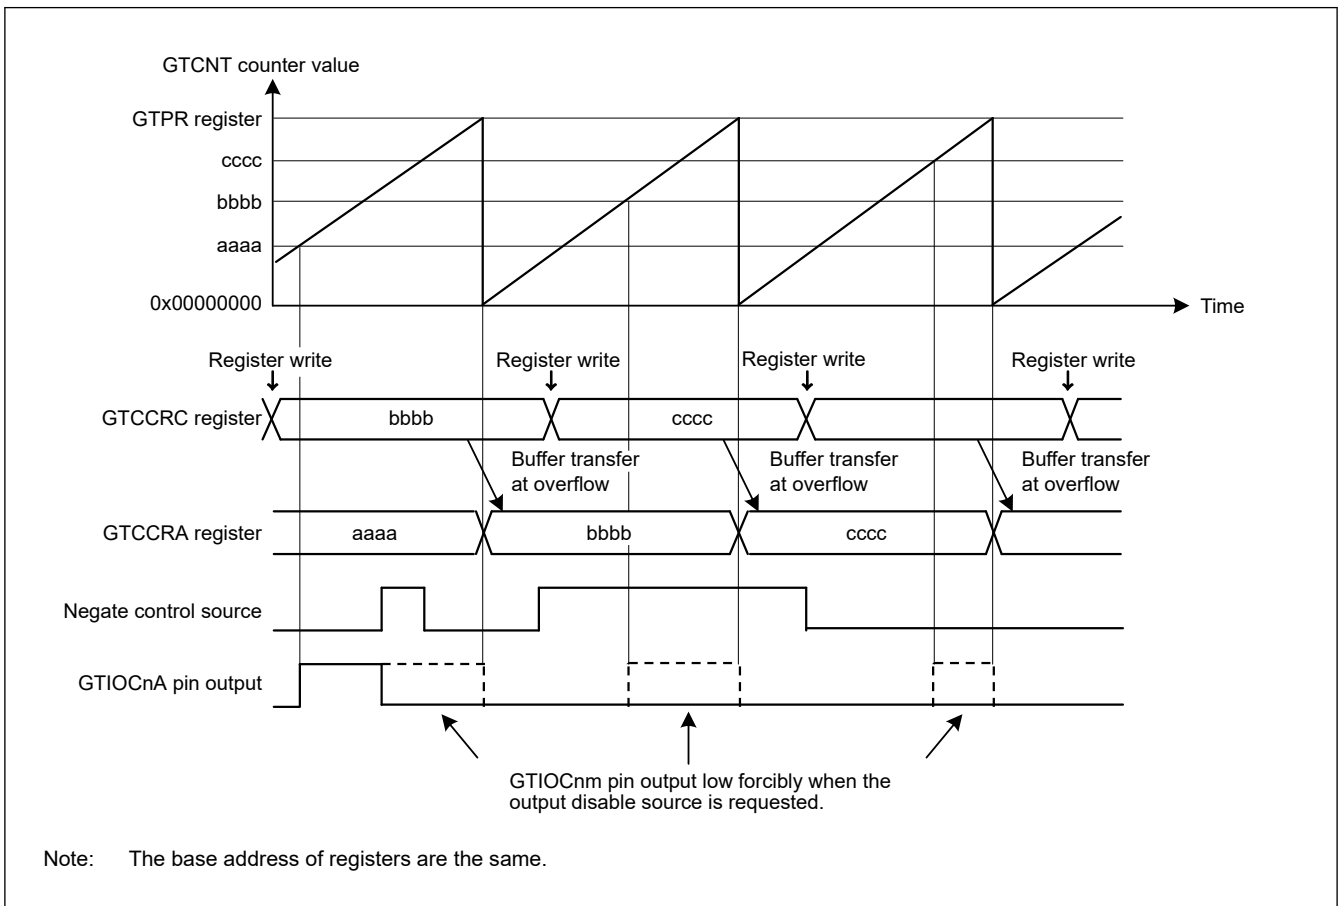 GTCNT counter value
GTPR register
cccc
bbbb
aaaa
0x00000000
Time
Register write
Register write
Register write
Register write
GTCCRC register
bbbb
cccc
Buffer transfer
at overflow
Buffer transfer
at overflow
Buffer transfer
at overflow
GTCCRA register
aaaa
bbbb
cccc
Negate control source
GTIOCnA pin output
GTIOCnm pin output low forcibly when the
output disable source is requested.
Note: The base address of registers are the same.